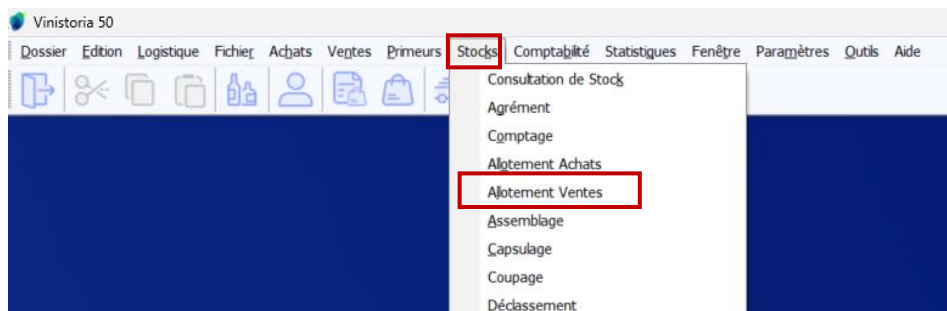 Vinistoria 50
Dossier Edition Logistique Fichier Achats Ventes Primeurs Stocks Comptabilité Statistiques Fenêtre Paramètres Outils Aide
Consultation de Stock
Agrément
Comptage
Allotement Achats
Allotement Ventes
Assemblage
Capsulage
Coupage
Déclassement